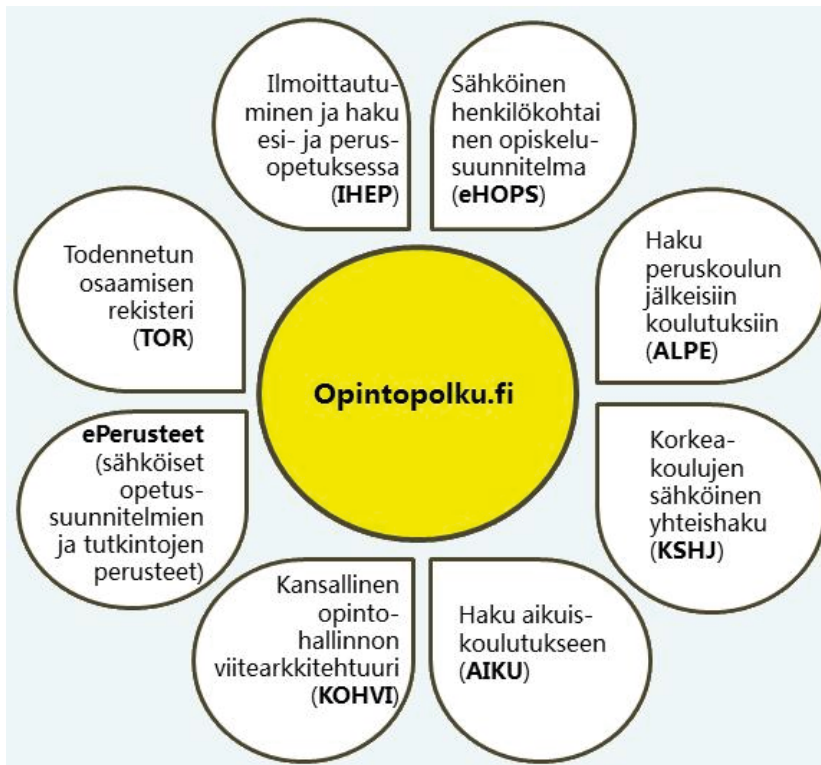 Ilmoittautu-
minen ja haku
esi- ja perus-
opetuksessa
(IHEP)
Sähköinen
henkilökohtai
nen opiskelu-
suunnitelma
(eHOPS)
Haku
peruskoulun
jälkeisiin
koulutuksiin
(ALPE)
Korkea-
koulujen
sähköinen
yhteishaku
(KSHJ)
Haku aikuis-
koulutukseen
(AIKU)
Kansallinen
opinto-
hallinnon
viitearkkitehtuuri
(KOHVI)
ePerusteet
(sähköiset
opetus-
suunnitelmien
ja tutkintojen
perusteet)
Todennetun
osaamisen
rekisteri
(TOR)
Opintopolku.fi